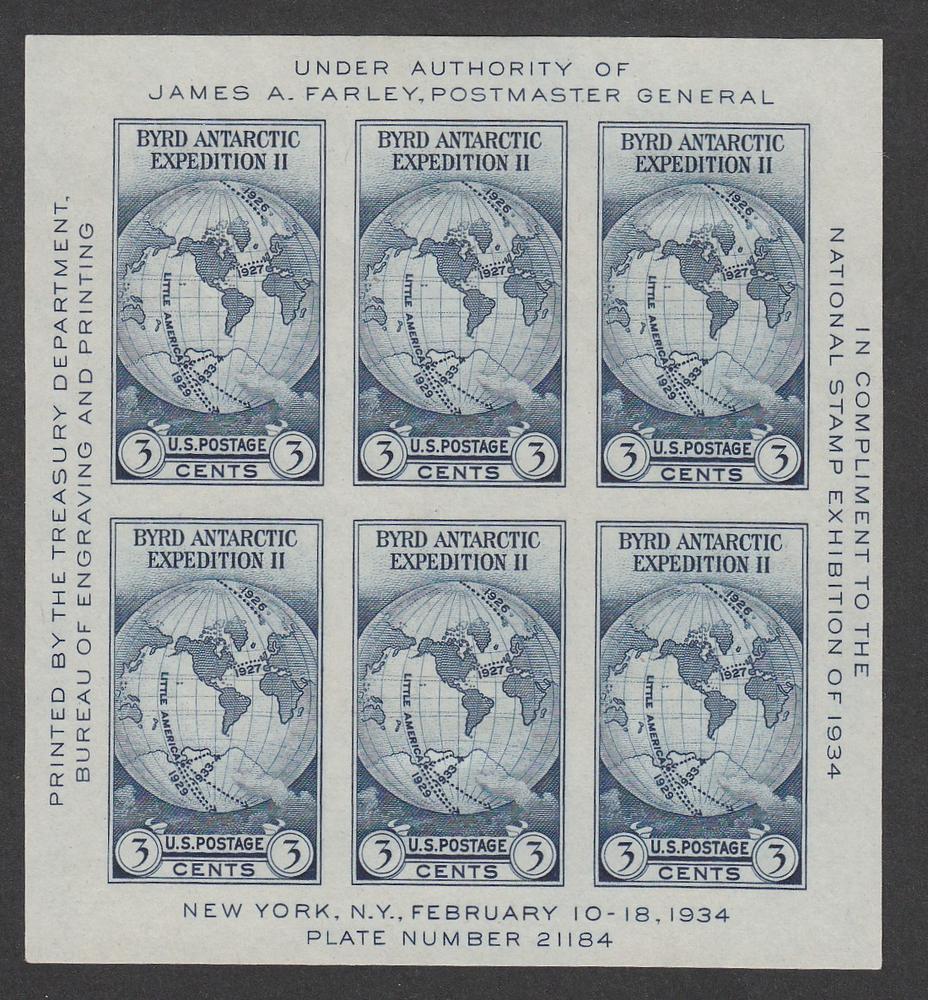 UNDER AUTHORITY OF
JAMES A. FARLEY, POSTMASTER GENERAL
PRINTED BY THE TREASURY DEPARTMENT,
BUREAU OF ENGRAVING AND PRINTING
BYRD ANTARCTIC
EXPEDITION II
1926
1927
LITTLE AMERICA
1929
1933
3 U.S.POSTAGE 3
CENTS
BYRD ANTARCTIC
EXPEDITION II
1926
1927
LITTLE AMERICA
1929
1933
3 U.S.POSTAGE 3
CENTS
BYRD ANTARCTIC
EXPEDITION II
1926
1927
LITTLE AMERICA
1929
1933
3 U.S.POSTAGE 3
CENTS
BYRD ANTARCTIC
EXPEDITION II
1926
1927
LITTLE AMERICA
1929
1933
3 U.S.POSTAGE 3
CENTS
BYRD ANTARCTIC
EXPEDITION II
1926
1927
LITTLE AMERICA
1929
1933
3 U.S.POSTAGE 3
CENTS
BYRD ANTARCTIC
EXPEDITION II
1926
1927
LITTLE AMERICA
1929
1933
3 U.S.POSTAGE 3
CENTS
IN COMPLIMENT TO THE
NATIONAL STAMP EXHIBITION OF 1934
NEW YORK, N.Y., FEBRUARY 10-18, 1934
PLATE NUMBER 21184